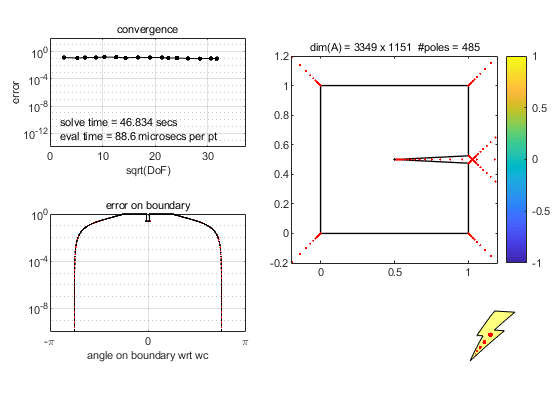 convergence
10^0
10^-4
10^-8
10^-12
error
solve time = 46.834 secs
eval time = 88.6 microsecs per pt
0 10 20 30
sqrt(DoF)
error on boundary
10^0
10^-4
10^-8
-π 0 π
angle on boundary wrt wc
dim(A) = 3349 x 1151 #poles = 485
1.2
1
0.8
0.6
0.4
0.2
0
-0.2
0 0.5 1
1
0.5
0
-0.5
-1